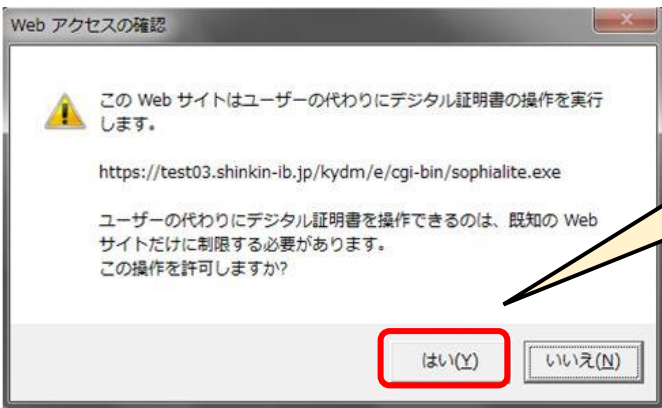 Web アクセスの確認
この Web サイトはユーザーの代わりにデジタル証明書の操作を実行
します。
https://test03.shinkin-ib.jp/kydm/e/cgi-bin/sophialite.exe
ユーザーの代わりにデジタル証明書を操作できるのは、既知の Web
サイトだけに制限する必要があります。
この操作を許可しますか?
はい(Y)
いいえ(N)